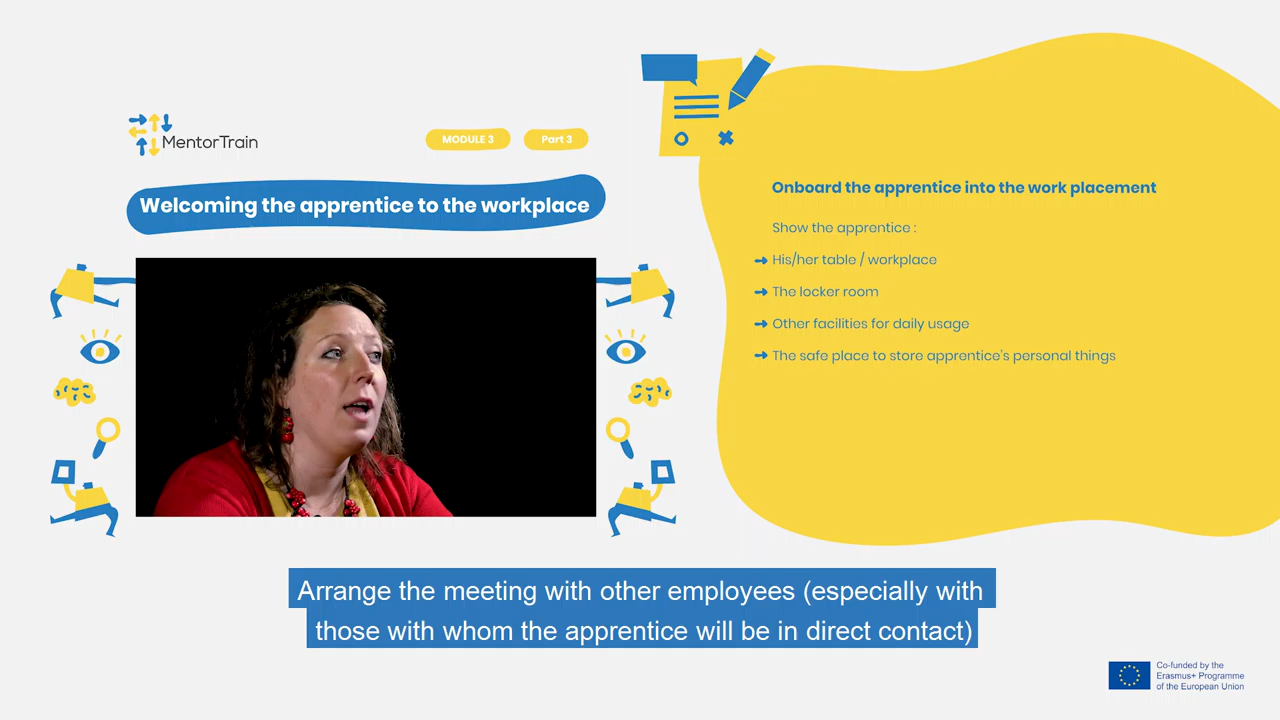 MentorTrain
MODULE 3
Part 3
Welcoming the apprentice to the workplace
Onboard the apprentice into the work placement
Show the apprentice :
His/her table / workplace
The locker room
Other facilities for daily usage
The safe place to store apprentice's personal things
Arrange the meeting with other employees (especially with
those with whom the apprentice will be in direct contact)
Co-funded by the
Erasmus+ Programme
of the European Union